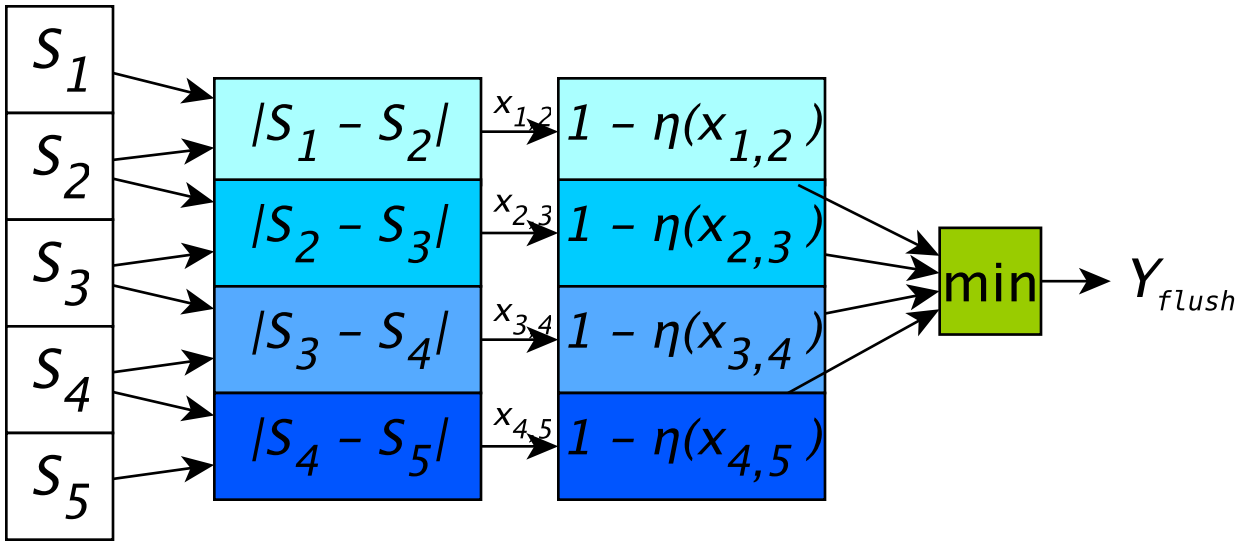 S1
S2
S3
S4
S5
|S1 – S2|
|S2 – S3|
|S3 – S4|
|S4 – S5|
x1,2
x2,3
x3,4
x4,5
1 – η(x1,2 )
1 – η(x2,3 )
1 – η(x3,4 )
1 – η(x4,5 )
min
Yflush